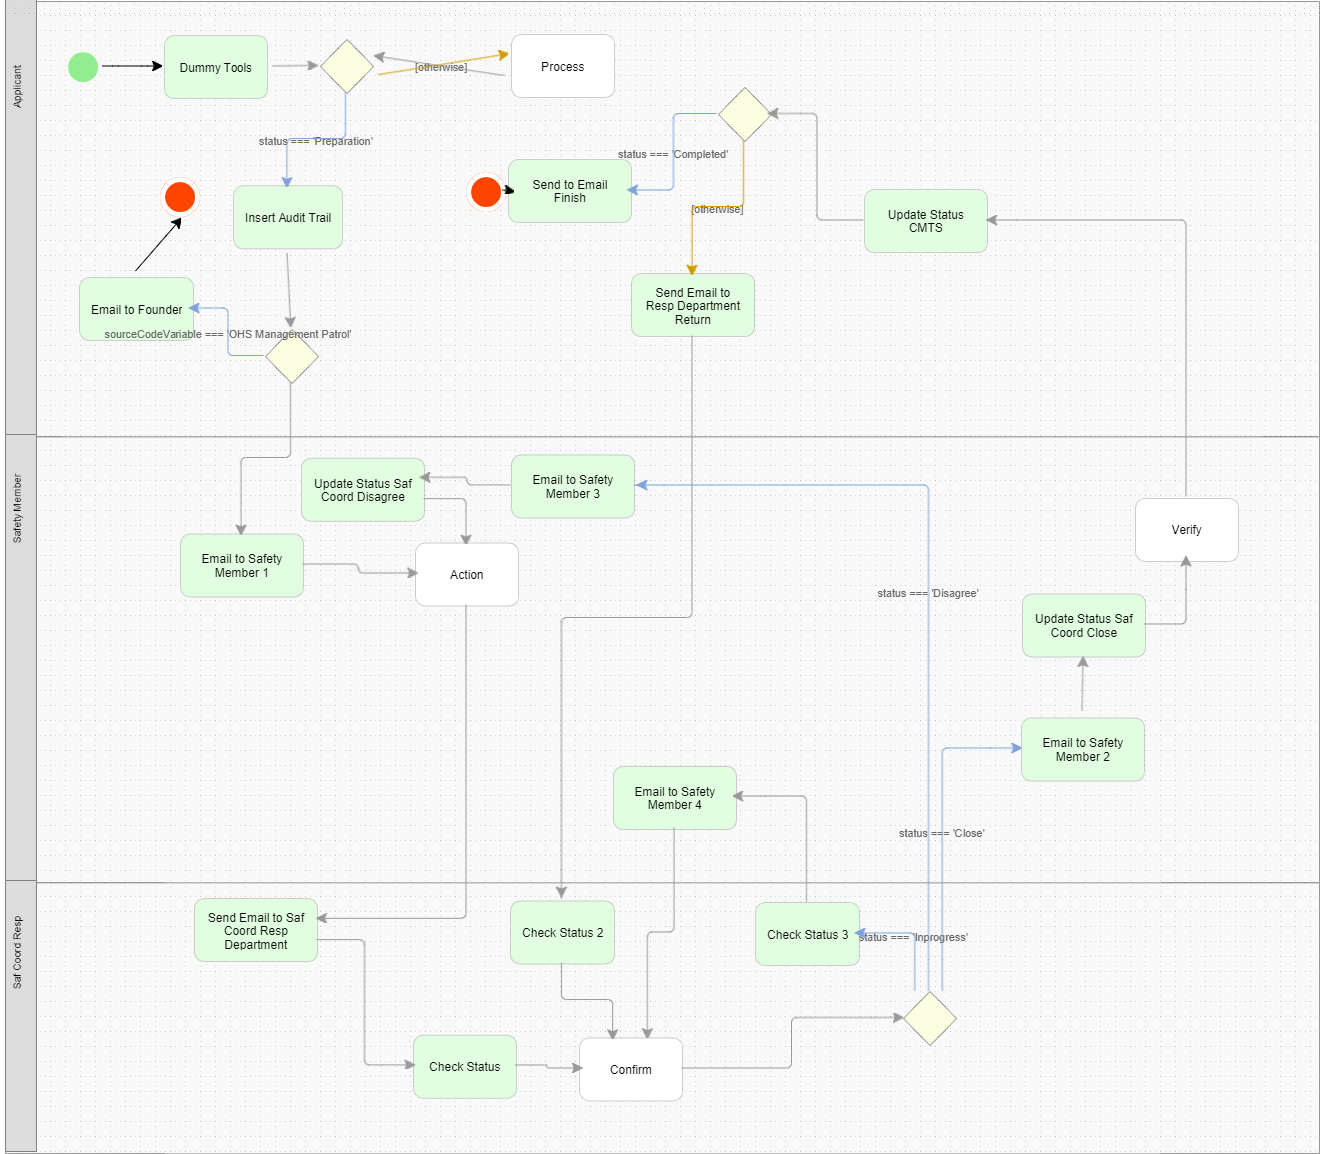 Applicant
Dummy Tools
[otherwise]
Process
status === 'Preparation'
Insert Audit Trail
Email to Founder
sourceCodeVariable === 'OHS Management Patrol'
status === 'Completed'
Send to Email
Finish
[otherwise]
Send Email to
Resp Department
Return
Update Status
CMTS
Safety Member
Update Status Saf
Coord Disagree
Email to Safety
Member 3
Email to Safety
Member 1
Action
Verify
status === 'Disagree'
Update Status Saf
Coord Close
Email to Safety
Member 2
Email to Safety
Member 4
status === 'Close'
Saf Coord Resp
Send Email to Saf
Coord Resp
Department
Check Status 2
Check Status 3
status === 'Inprogress'
Check Status
Confirm